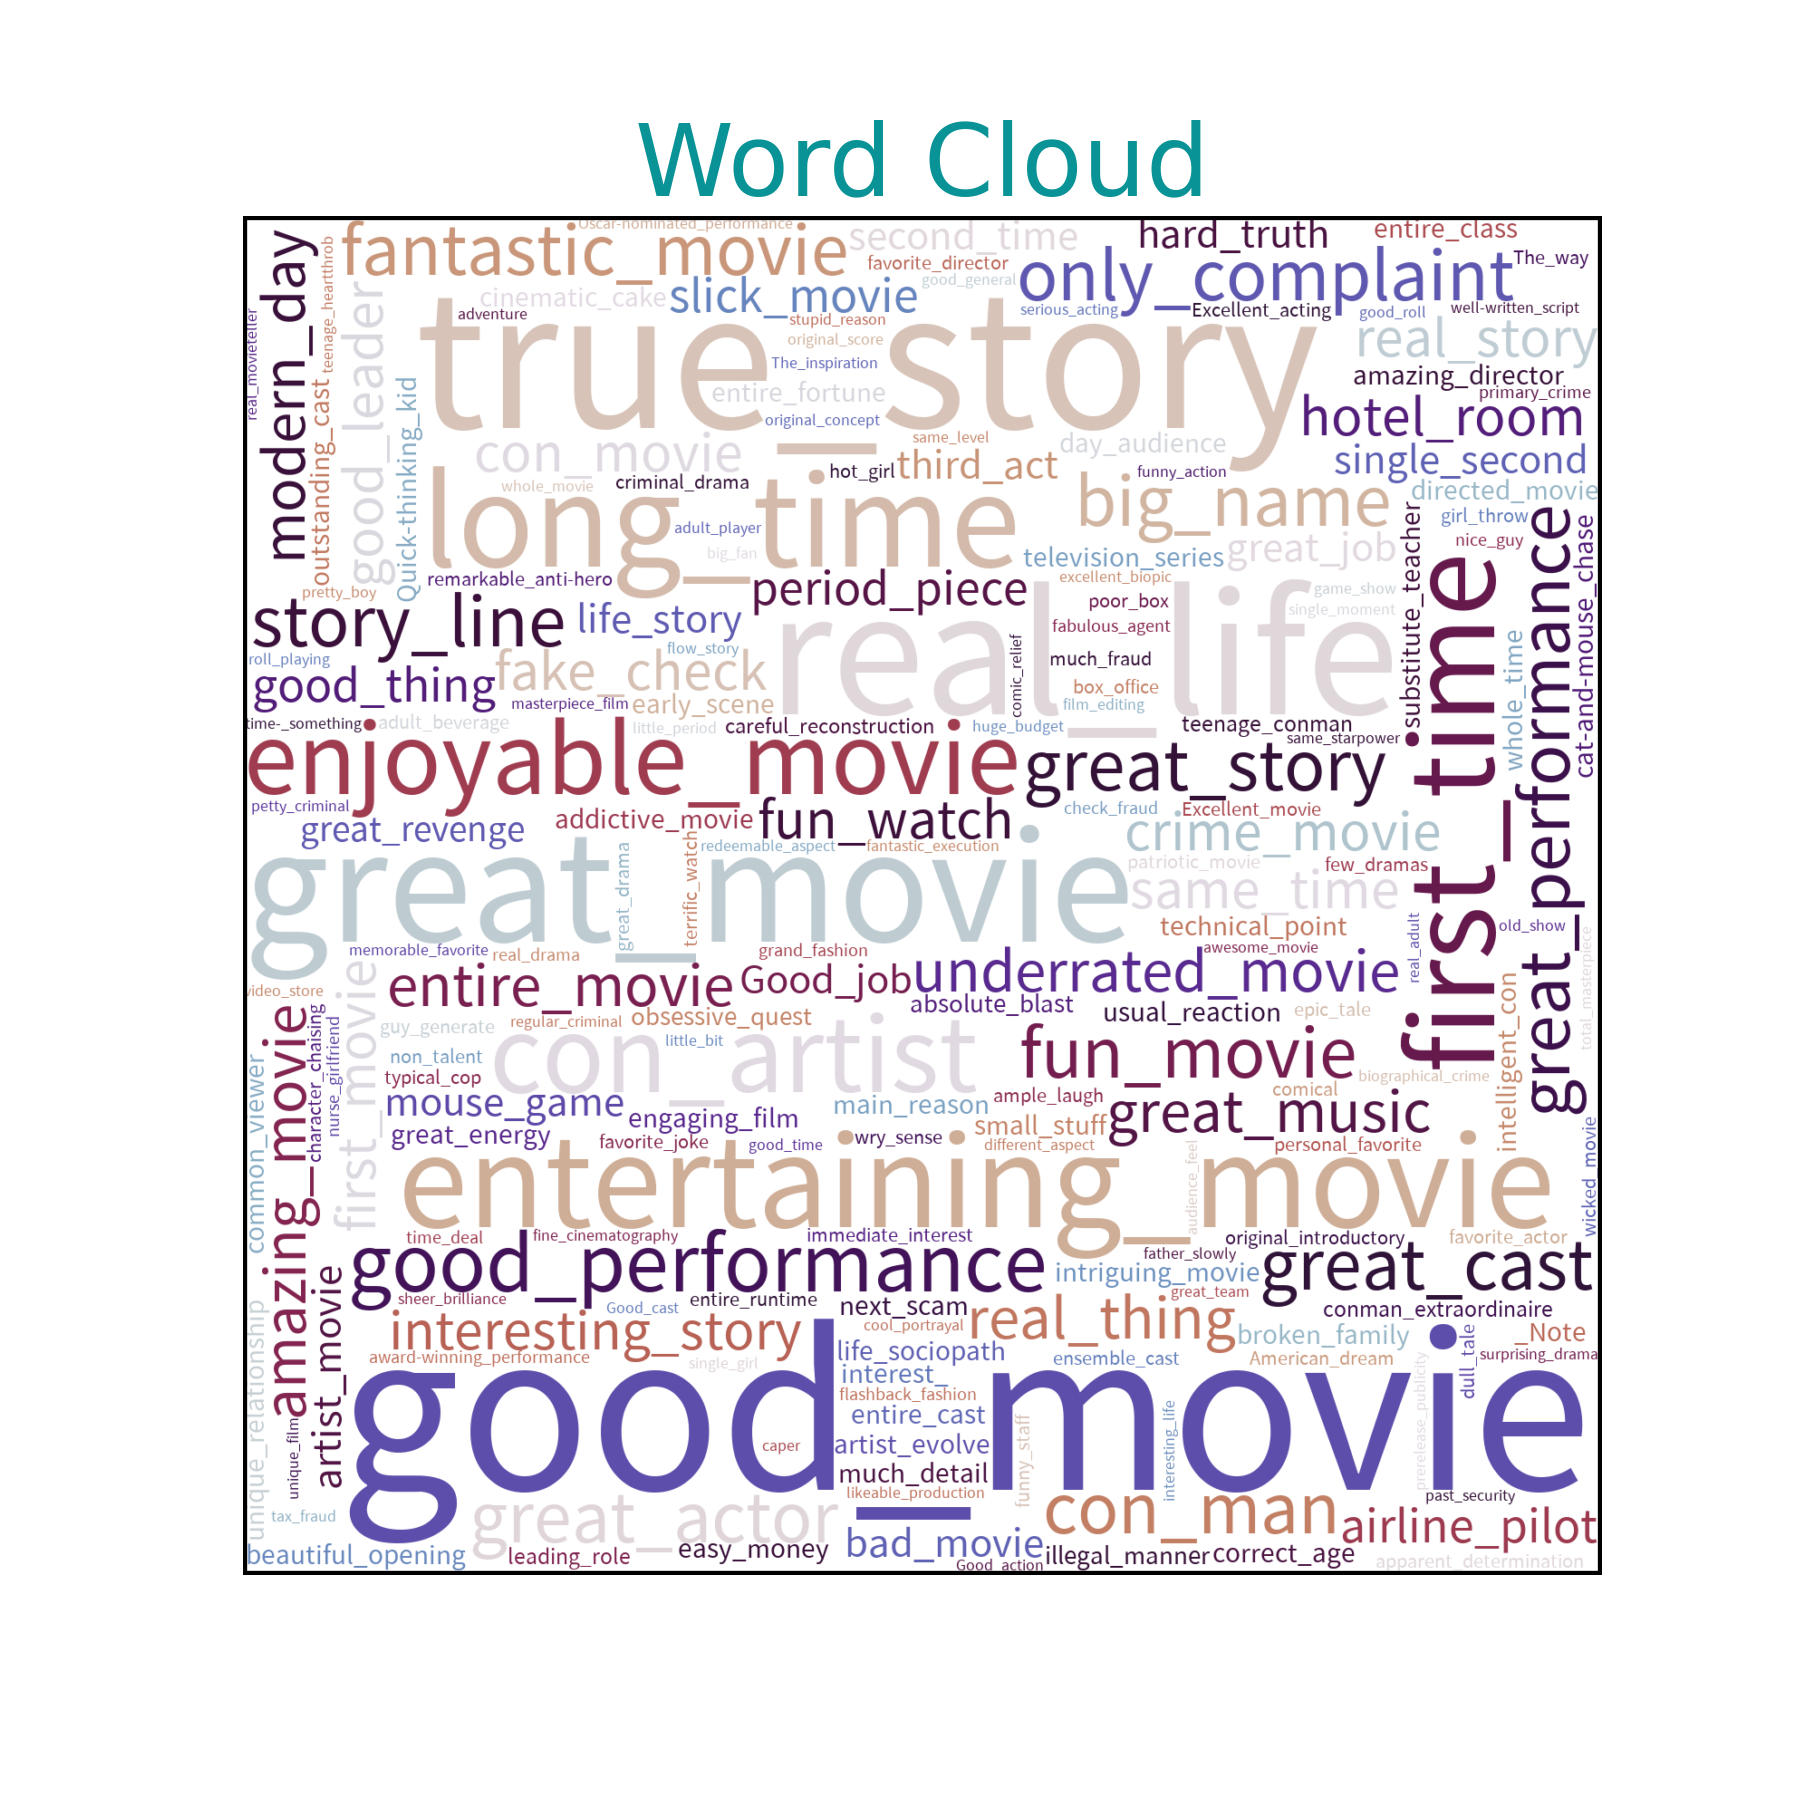 Word Cloud
Oscar-nominated_performance
fantastic_movie
second_time
hard_truth
entire_class
modern_day
teenage_heartthrob
real_movieteller
good_leader
favorite_director
good_general
only_complaint
The_way
cinematic_cake
slick_movie
adventure
serious_acting
Excellent_acting
good_roll
well-written_script
true_story
stupid_reason
original_score
The_inspiration
entire_fortune
original_concept
real_story
amazing_director
primary_crime
hotel_room
outstanding_cast
Quick-thinking_kid
con_movie
same_level
day_audience
single_second
third_act
hot_girl
funny_action
whole_movie
criminal_drama
long_time
big_name
directed_movie
girl_throw
nice_guy
adult_player
big_fan
television_series
great_job
substitute_teacher
first_time
great_performance
cat-and-mouse_chase
pretty_boy
remarkable_anti-hero
period_piece
excellent_biopic
game_show
single_moment
poor_box
fabulous_agent
story_line
life_story
flow_story
real_life
comic_relief
much_fraud
whole_time
roll_playing
good_thing
fake_check
masterpiece_film
early_scene
box_office
film_editing
time-_something
adult_beverage
little_period
careful_reconstruction
huge_budget
teenage_conman
same_starpower
enjoyable_movie
great_story
petty_criminal
great_revenge
addictive_movie
fun_watch
check_fraud
Excellent_movie
crime_movie
redeemable_aspect
fantastic_execution
patriotic_movie
few_dramas
great_movie
great_drama
terrific_watch
same_time
technical_point
real_adult
old_show
total_masterpiece
memorable_favorite
real_drama
grand_fashion
awesome_movie
underrated_movie
video_store
first_movie
entire_movie
Good_job
absolute_blast
usual_reaction
epic_tale
intelligent_con
amazing_movie
character_chaising
nurse_girlfriend
guy_generate
regular_criminal
obsessive_quest
little_bit
con_artist
fun_movie
non_talent
typical_cop
biographical_crime
common_viewer
mouse_game
engaging_film
main_reason
ample_laugh
comical
great_music
great_energy
favorite_joke
good_time
wry_sense
small_stuff
different_aspect
personal_favorite
wicked_movie
entertaining_movie
audience_feel
time_deal
fine_cinematography
immediate_interest
original_introductory
favorite_actor
father_slowly
good_performance
intriguing_movie
great_cast
great_team
artist_movie
unique_relationship
sheer_brilliance
Good_cast
entire_runtime
next_scam
cool_portrayal
real_thing
conman_extraordinaire
interesting_story
broken_family
_Note
dull_tale
award-winning_performance
single_girl
life_sociopath
ensemble_cast
American_dream
surprising_drama
interest_
flashback_fashion
prerelease_publicity
good_movie
entire_cast
artist_evolve
caper
funny_staff
interesting_life
unique_film
much_detail
likeable_production
past_security
tax_fraud
great_actor
con_man
airline_pilot
beautiful_opening
leading_role
easy_money
bad_movie
Good_action
illegal_manner
correct_age
apparent_determination